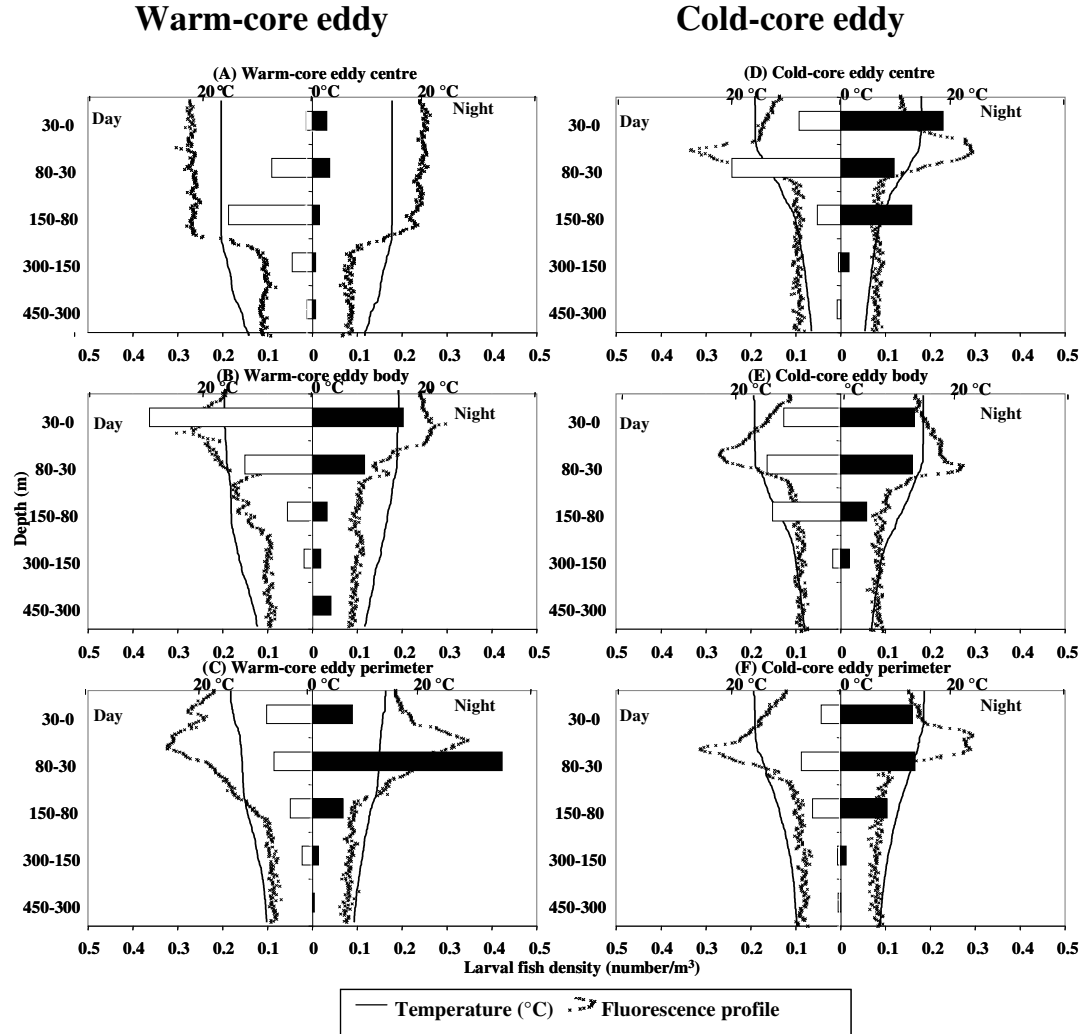 Warm-core eddy Cold-core eddy
(A) Warm-core eddy centre (D) Cold-core eddy centre
20 °C 0 °C 20 °C 20 °C 0 °C 20 °C
Day Night Day Night
30-0 30-0
80-30 80-30
150-80 150-80
300-150 300-150
450-300 450-300
0.5 0.4 0.3 0.2 0.1 0 0.1 0.2 0.3 0.4 0.5 0.5 0.4 0.3 0.2 0.1 0 0.1 0.2 0.3 0.4 0.5
(B) Warm-core eddy body (E) Cold-core eddy body
20 °C 0 °C 20 °C 20 °C 0 °C 20 °C
Day Night Day Night
30-0 30-0
80-30 80-30
150-80 150-80
300-150 300-150
450-300 450-300
Depth (m)
0.5 0.4 0.3 0.2 0.1 0 0.1 0.2 0.3 0.4 0.5 0.5 0.4 0.3 0.2 0.1 0 0.1 0.2 0.3 0.4 0.5
(C) Warm-core eddy perimeter (F) Cold-core eddy perimeter
20 °C 0 °C 20 °C 20 °C 0 °C 20 °C
Day Night Day Night
30-0 30-0
80-30 80-30
150-80 150-80
300-150 300-150
450-300 450-300
0.5 0.4 0.3 0.2 0.1 0 0.1 0.2 0.3 0.4 0.5 0.5 0.4 0.3 0.2 0.1 0 0.1 0.2 0.3 0.4 0.5
Larval fish density (number/m³)
Temperature (°C) Fluorescence profile